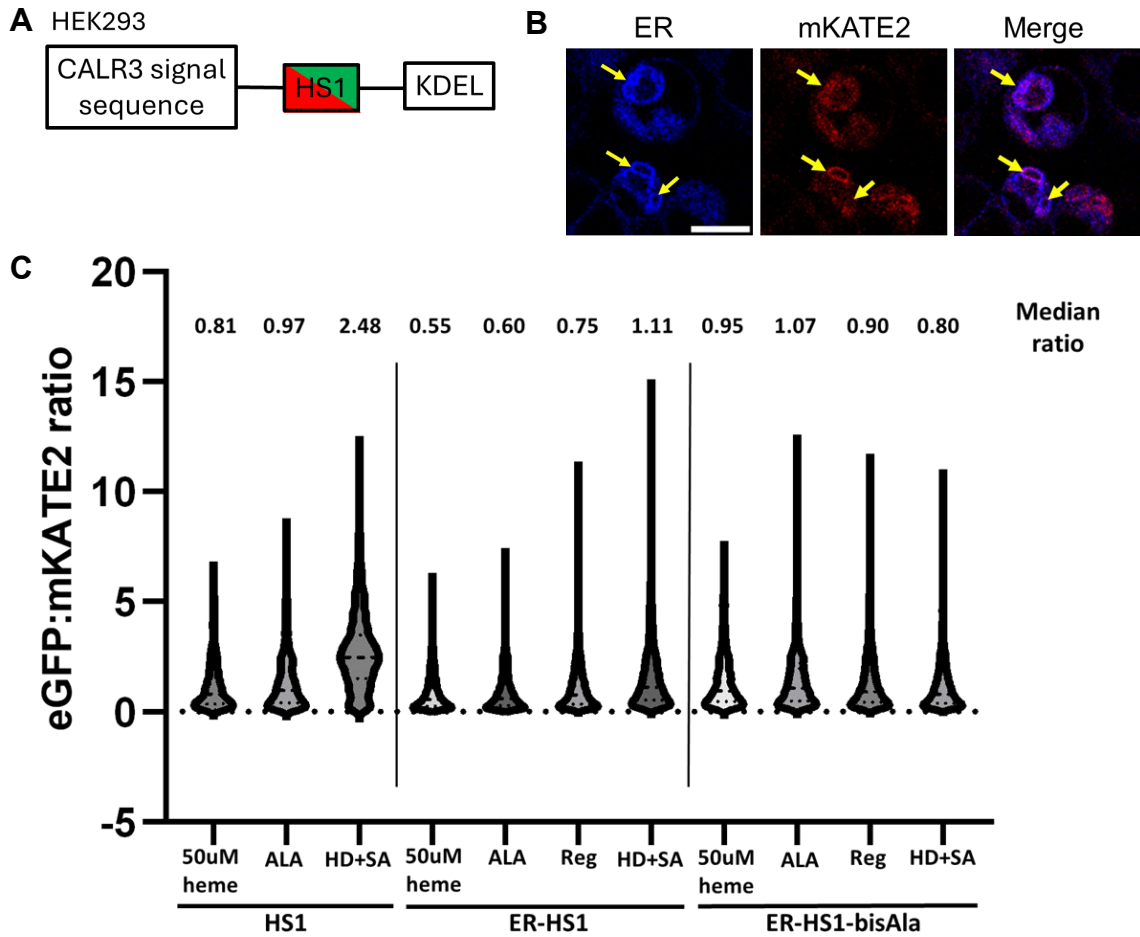 A
HEK293
CALR3 signal
sequence
HS1
KDEL
B
ER
mKATE2
Merge
C
eGFP:mKATE2 ratio
20
15
10
5
0
-5
0.81 0.97 2.48 0.55 0.60 0.75 1.11 0.95 1.07 0.90 0.80
Median
ratio
50uM
heme
ALA
HD+SA
50uM
heme
ALA
Reg
HD+SA
50uM
heme
ALA
Reg
HD+SA
HS1
ER-HS1
ER-HS1-bisAla